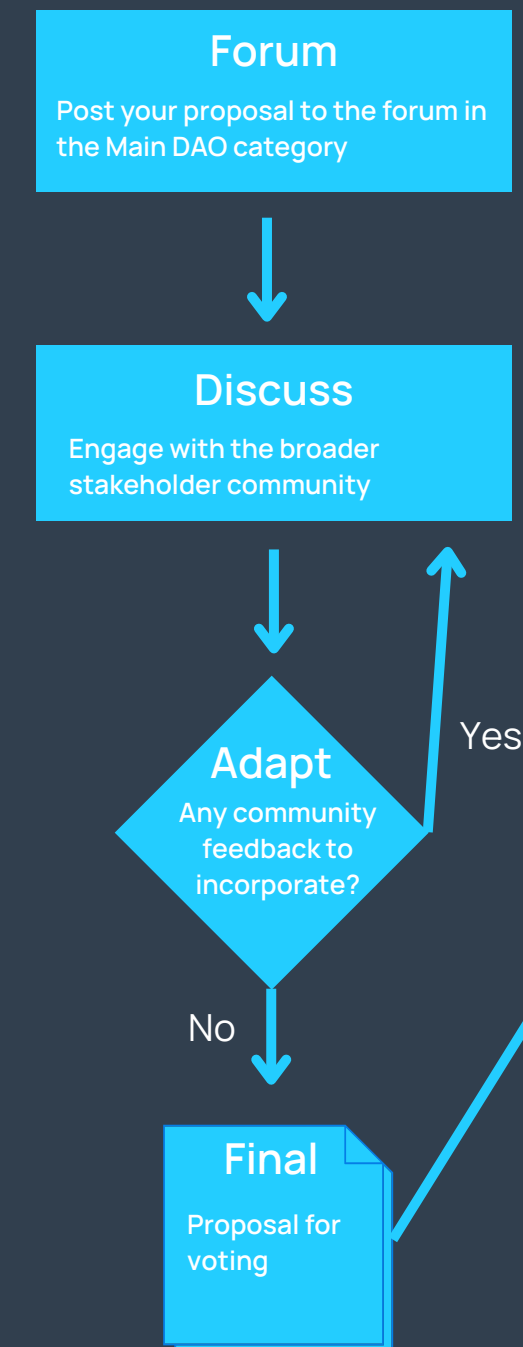 Forum
Post your proposal to the forum in
the Main DAO category
Discuss
Engage with the broader
stakeholder community
Yes
Adapt
Any community
feedback to
incorporate?
No
Final
Proposal for
voting